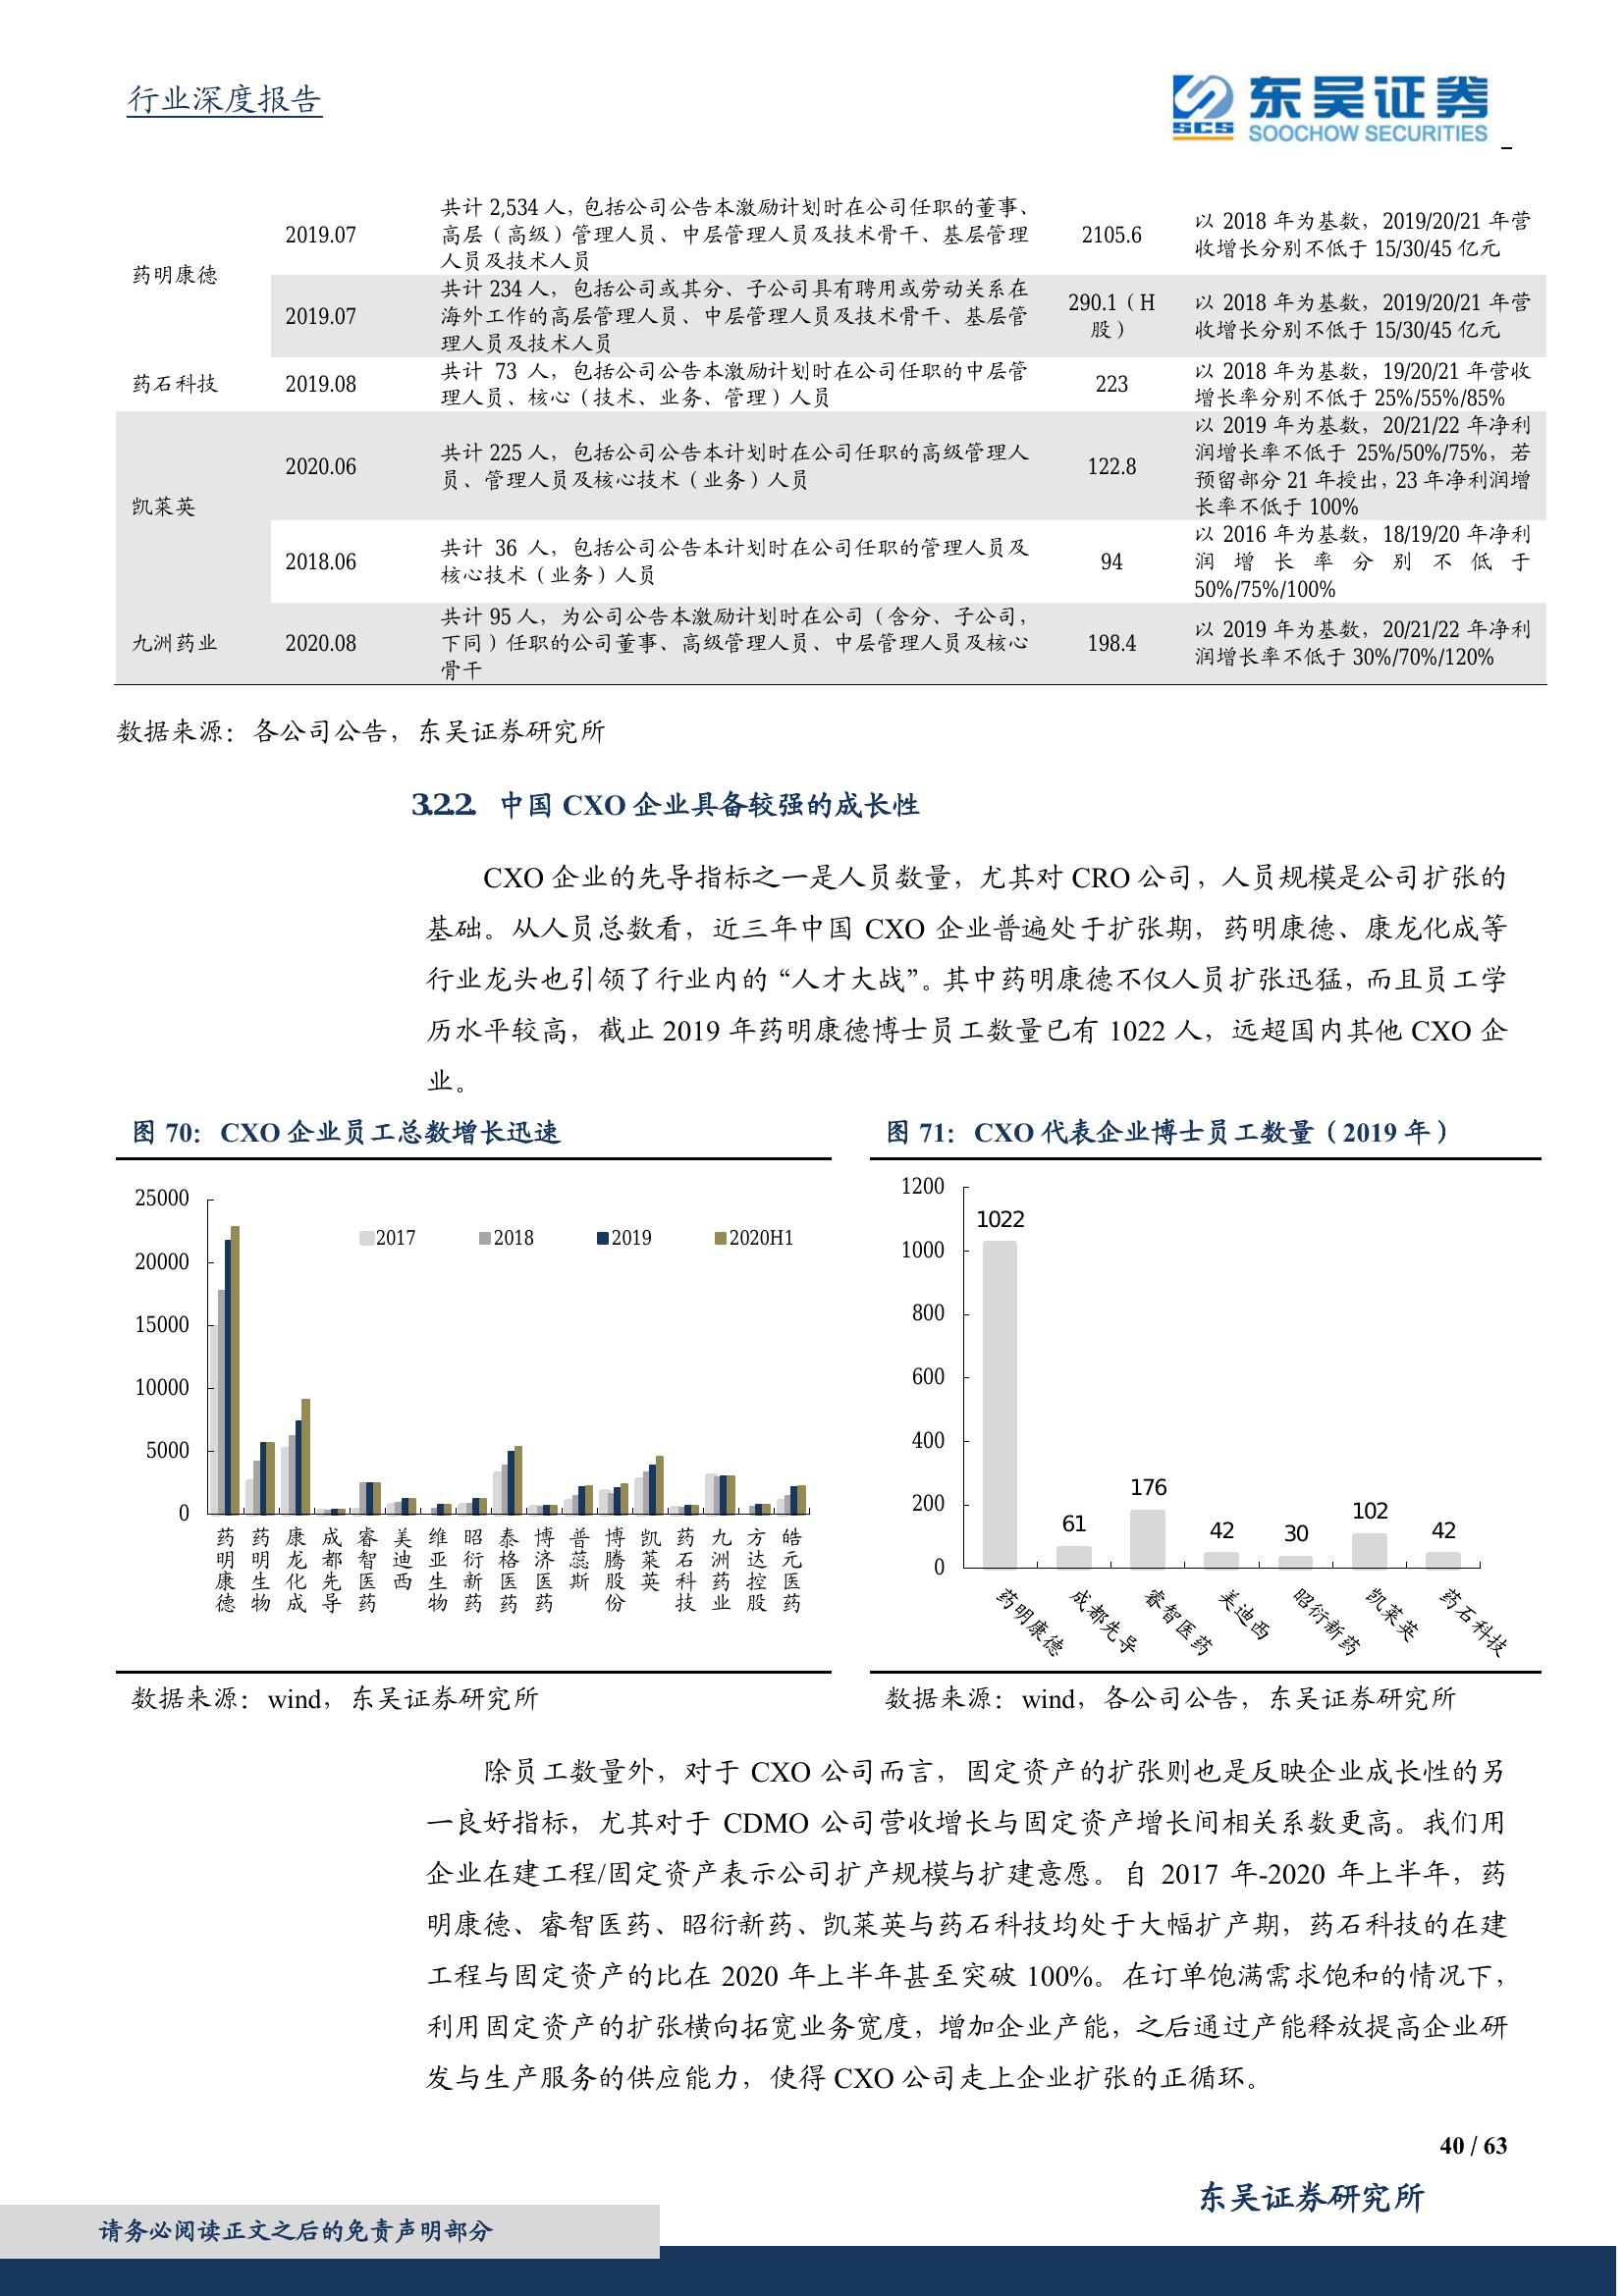 行业深度报告
SCS 东吴证券
SOOCHOW SECURITIES
药明康德
2019.07
共计 2,534 人，包括公司公告本激励计划时在公司任职的董事、
高层（高级）管理人员、中层管理人员及技术骨干、基层管理
人员及技术人员
2105.6
以 2018 年为基数，2019/20/21 年营
收增长分别不低于 15/30/45 亿元
2019.07
共计 234 人，包括公司或其分、子公司具有聘用或劳动关系在
海外工作的高层管理人员、中层管理人员及技术骨干、基层管
理人员及技术人员
290.1（H
股）
以 2018 年为基数，2019/20/21 年营
收增长分别不低于 15/30/45 亿元
药石科技
2019.08
共计 73 人，包括公司公告本激励计划时在公司任职的中层管
理人员、核心（技术、业务、管理）人员
223
以 2018 年为基数，19/20/21 年营收
增长率分别不低于 25%/55%/85%
凯莱英
2020.06
共计 225 人，包括公司公告本计划时在公司任职的高级管理人
员、管理人员及核心技术（业务）人员
122.8
以 2019 年为基数，20/21/22 年净利
润增长率不低于 25%/50%/75%，若
预留部分 21 年授出，23 年净利润增
长率不低于 100%
2018.06
共计 36 人，包括公司公告本计划时在公司任职的管理人员及
核心技术（业务）人员
94
以 2016 年为基数，18/19/20 年净利
润增长率分别不低于
50%/75%/100%
九洲药业
2020.08
共计 95 人，为公司公告本激励计划时在公司（含分、子公司，
下同）任职的公司董事、高级管理人员、中层管理人员及核心
骨干
198.4
以 2019 年为基数，20/21/22 年净利
润增长率不低于 30%/70%/120%
数据来源：各公司公告，东吴证券研究所
3.2.2. 中国 CXO 企业具备较强的成长性
CXO 企业的先导指标之一是人员数量，尤其对 CRO 公司，人员规模是公司扩张的
基础。从人员总数看，近三年中国 CXO 企业普遍处于扩张期，药明康德、康龙化成等
行业龙头也引领了行业内的“人才大战”。其中药明康德不仅人员扩张迅猛，而且员工学
历水平较高，截止 2019 年药明康德博士员工数量已有 1022 人，远超国内其他 CXO 企
业。
图 70：CXO 企业员工总数增长迅速
25000
20000
15000
10000
5000
0
2017 2018 2019 2020H1
药明康德
药明生物
康龙化成
成都先导
睿智医药
美迪西
维亚生物
昭衍新药
泰格医药
博济医药
普蕊斯
博腾股份
凯莱英
药石科技
九洲药业
方达控股
皓元医药
数据来源：wind，东吴证券研究所
图 71：CXO 代表企业博士员工数量（2019 年）
1200
1000
800
600
400
200
0
1022
61
176
42
30
102
42
药明康德
成都先导
睿智医药
美迪西
昭衍新药
凯莱英
药石科技
数据来源：wind，各公司公告，东吴证券研究所
除员工数量外，对于 CXO 公司而言，固定资产的扩张则也是反映企业成长性的另
一良好指标，尤其对于 CDMO 公司营收增长与固定资产增长间相关系数更高。我们用
企业在建工程/固定资产表示公司扩产规模与扩建意愿。自 2017 年-2020 年上半年，药
明康德、睿智医药、昭衍新药、凯莱英与药石科技均处于大幅扩产期，药石科技的在建
工程与固定资产的比在 2020 年上半年甚至突破 100%。在订单饱满需求饱和的情况下，
利用固定资产的扩张横向拓宽业务宽度，增加企业产能，之后通过产能释放提高企业研
发与生产服务的供应能力，使得 CXO 公司走上企业扩张的正循环。
40 / 63
东吴证券研究所
请务必阅读正文之后的免责声明部分